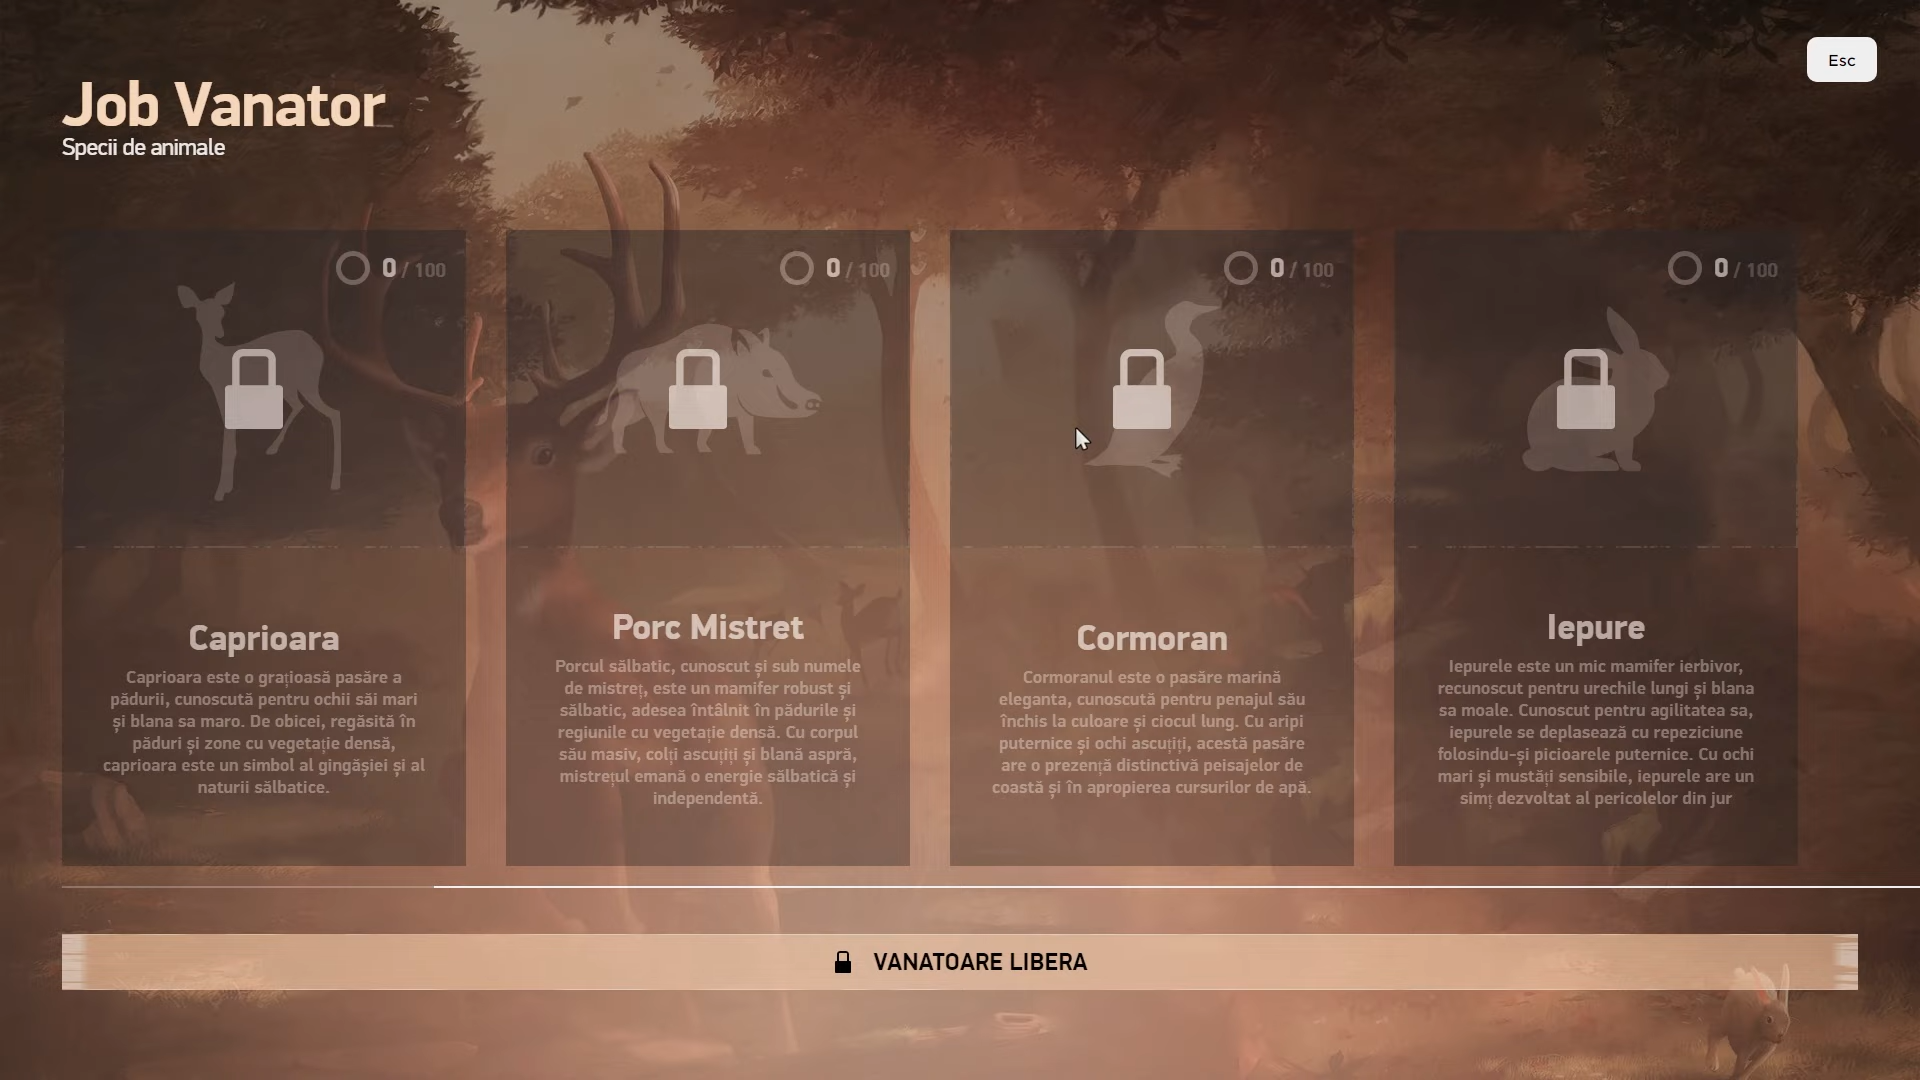 Esc
Job Vanator
Specii de animale
0 / 100
0 / 100
0 / 100
0 / 100
Caprioara
Caprioara este o grațioasă pasăre a
pădurii, cunoscută pentru ochii săi mari
și blana sa maro. De obicei, regăsită în
păduri și zone cu vegetație densă,
caprioara este un simbol al gingășiei și al
naturii sălbatice.
Porc Mistret
Porcul sălbatic, cunoscut și sub numele
de mistreț, este un mamifer robust și
sălbatic, adesea întâlnit în pădurile și
regiunile cu vegetație densă. Cu corpul
său masiv, colți ascuțiți și blană aspră,
mistrețul emană o energie sălbatică și
independentă.
Cormoran
Cormoranul este o pasăre marină
eleganta, cunoscută pentru penajul său
închis la culoare și ciocul lung. Cu aripi
puternice și ochi ascuțiți, acestă pasăre
are o prezență distinctivă peisajelor de
coastă și în apropierea cursurilor de apă.
Iepure
Iepurele este un mic mamifer ierbivor,
recunoscut pentru urechile lungi și blana
sa moale. Cunoscut pentru agilitatea sa,
iepurele se deplasează cu repeziciune
folosindu-și picioarele puternice. Cu ochi
mari și mustăți sensibile, iepurele are un
simț dezvoltat al pericolelor din jur
VANATOARE LIBERA